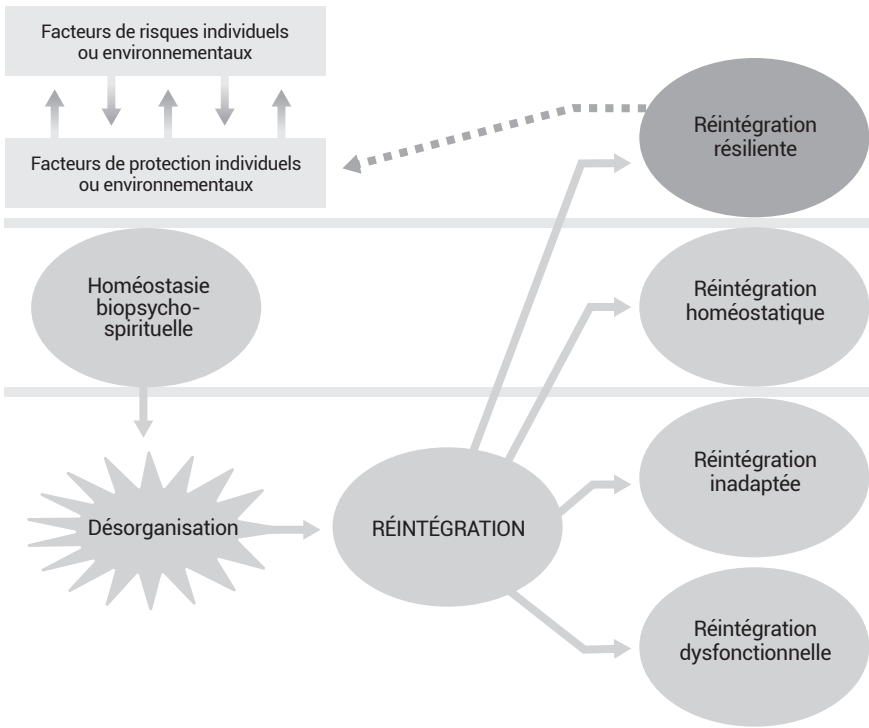 Facteurs de risques individuels
ou environnementaux
Facteurs de protection individuels
ou environnementaux
Réintégration
résiliente
Homéostasie
biopsycho-
spirituelle
Réintégration
homéostatique
Désorganisation
RÉINTÉGRATION
Réintégration
inadaptée
Réintégration
dysfonctionnelle